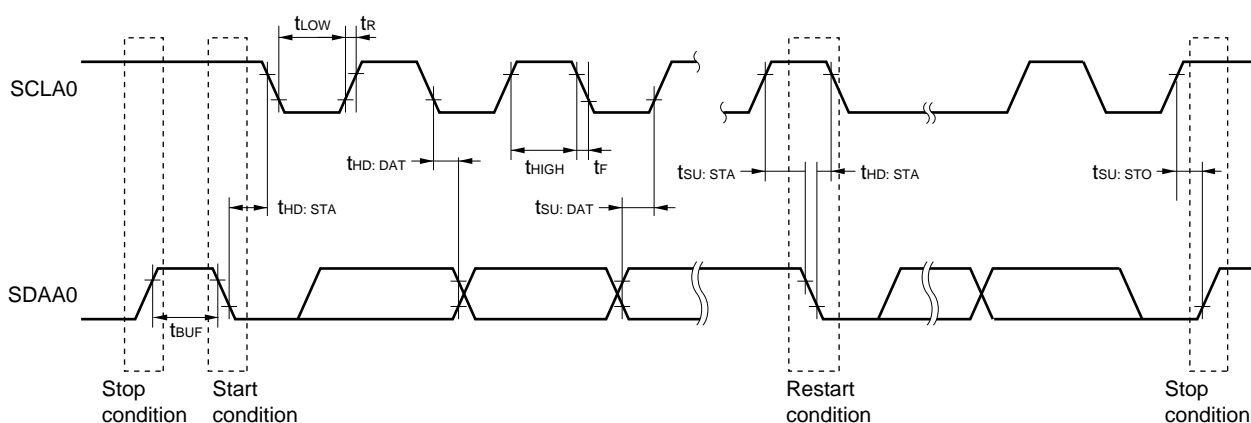 tLOW tR
SCLA0
tHD: DAT tHIGH tF tSU: STA tHD: STA tSU: STO
tHD: STA tSU: DAT
SDAA0
tBUF
Stop condition
Start condition
Restart condition
Stop condition